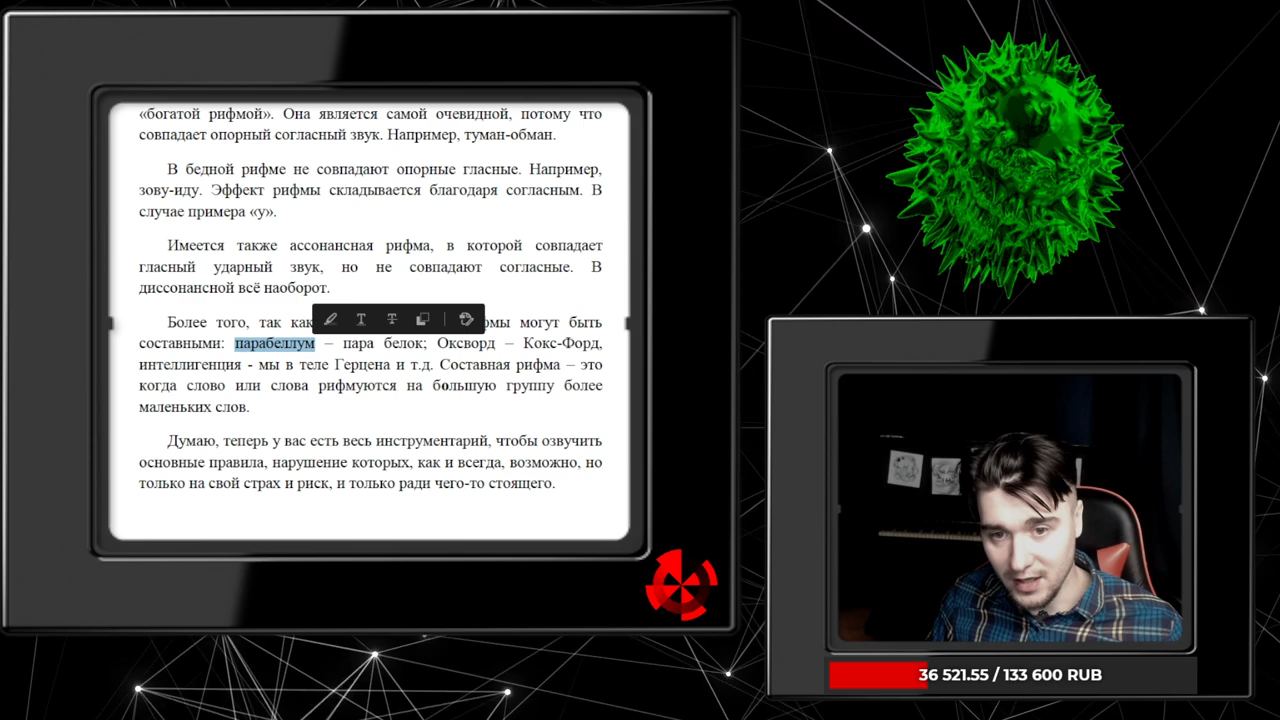 «богатой рифмой». Она является самой очевидной, потому что
совпадает опорный согласный звук. Например, туман-обман.
В бедной рифме не совпадают опорные гласные. Например,
зову-иду. Эффект рифмы складывается благодаря согласным. В
случае примера «у».
Имеется также ассонансная рифма, в которой совпадает
гласный ударный звук, но не совпадают согласные. В
диссонансной всё наоборот.
Более того, так как могут быть
составными: парабеллум – пара белок; Оксворд – Кокс-Форд,
интеллигенция - мы в теле Герцена и т.д. Составная рифма – это
когда слово или слова рифмуются на большую группу более
маленьких слов.
Думаю, теперь у вас есть весь инструментарий, чтобы озвучить
основные правила, нарушение которых, как и всегда, возможно, но
только на свой страх и риск, и только ради чего-то стоящего.
36 521.55 / 133 600 RUB